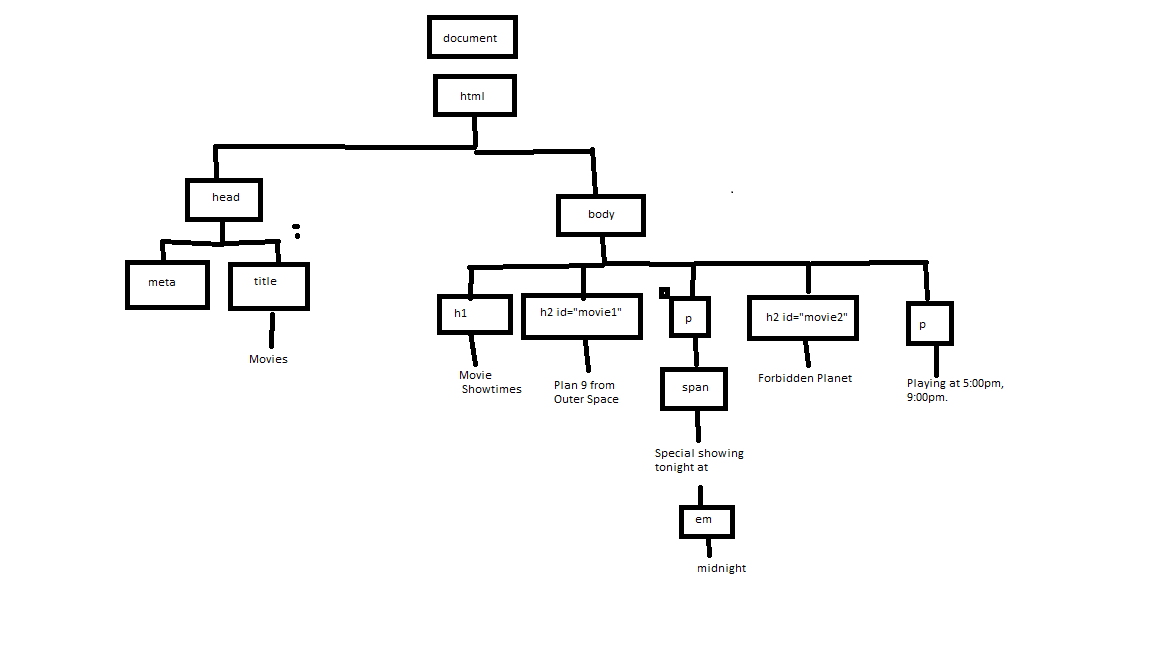 document
html
head
body
meta
title
h1
h2 id="movie1"
p
h2 id="movie2"
p
Movies
Movie
Showtimes
Plan 9 from
Outer Space
span
Forbidden Planet
Playing at 5:00pm,
9:00pm.
Special showing
tonight at
em
midnight